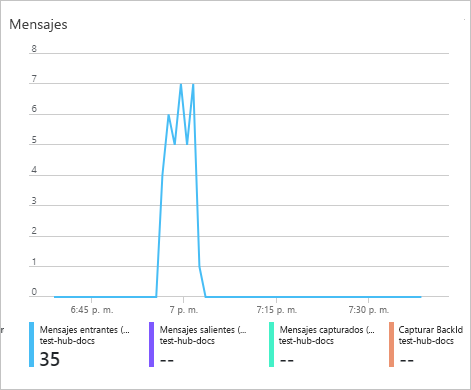 Mensajes
8
7
6
5
4
3
2
1
0
6:45 p. m. 7 p. m. 7:15 p. m. 7:30 p. m.
r Mensajes entrantes (... Mensajes salientes (... Mensajes capturados (... Capturar BackId
test-hub-docs test-hub-docs test-hub-docs test-hub-docs
35 -- -- --